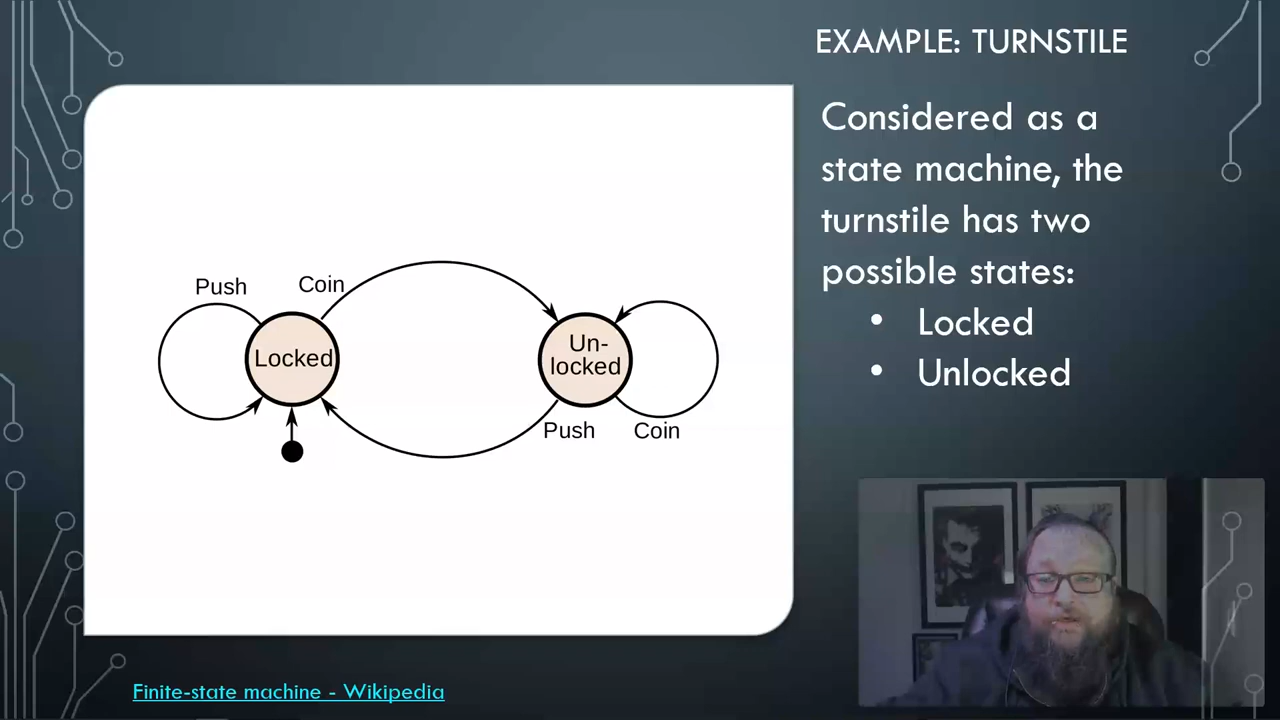 EXAMPLE: TURNSTILE
Considered as a
state machine, the
turnstile has two
possible states:
• Locked
• Unlocked
Push
Coin
Locked
Un-
locked
Push
Coin
Finite-state machine - Wikipedia